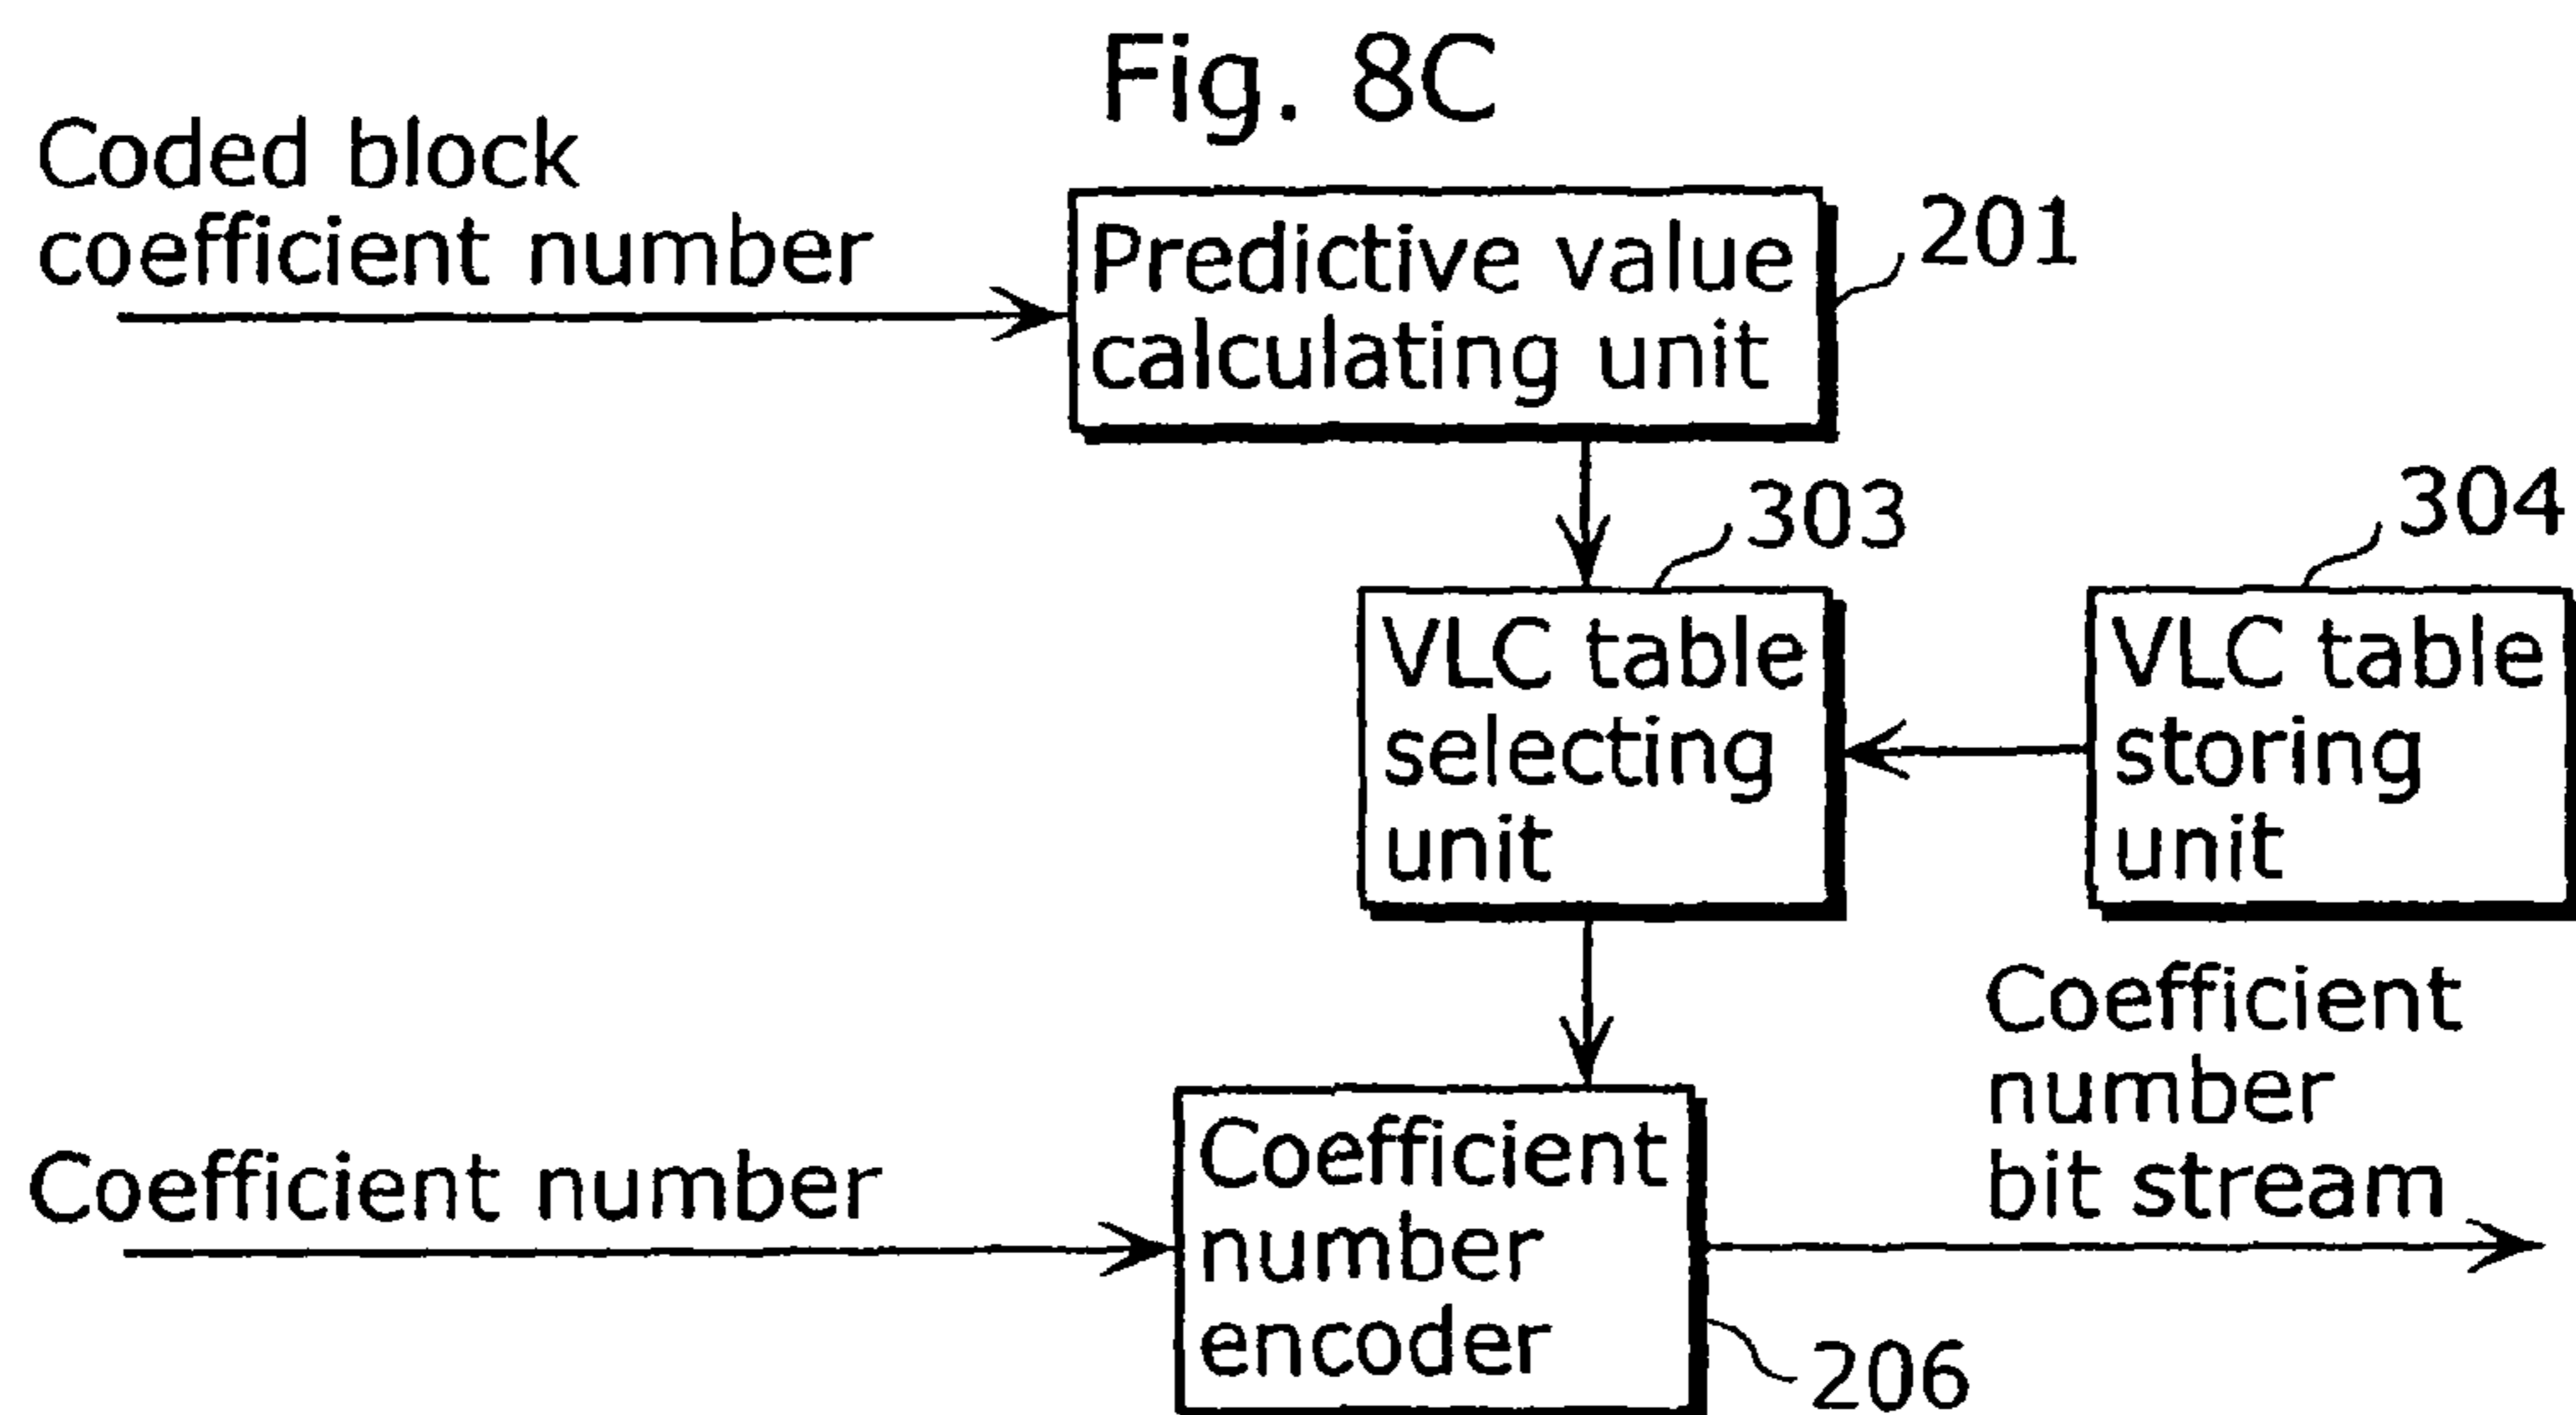 Fig. 8C
Coded block
coefficient number
Predictive value
calculating unit
201
303
304
VLC table
selecting
unit
VLC table
storing
unit
Coefficient number
Coefficient
number
encoder
206
Coefficient
number
bit stream